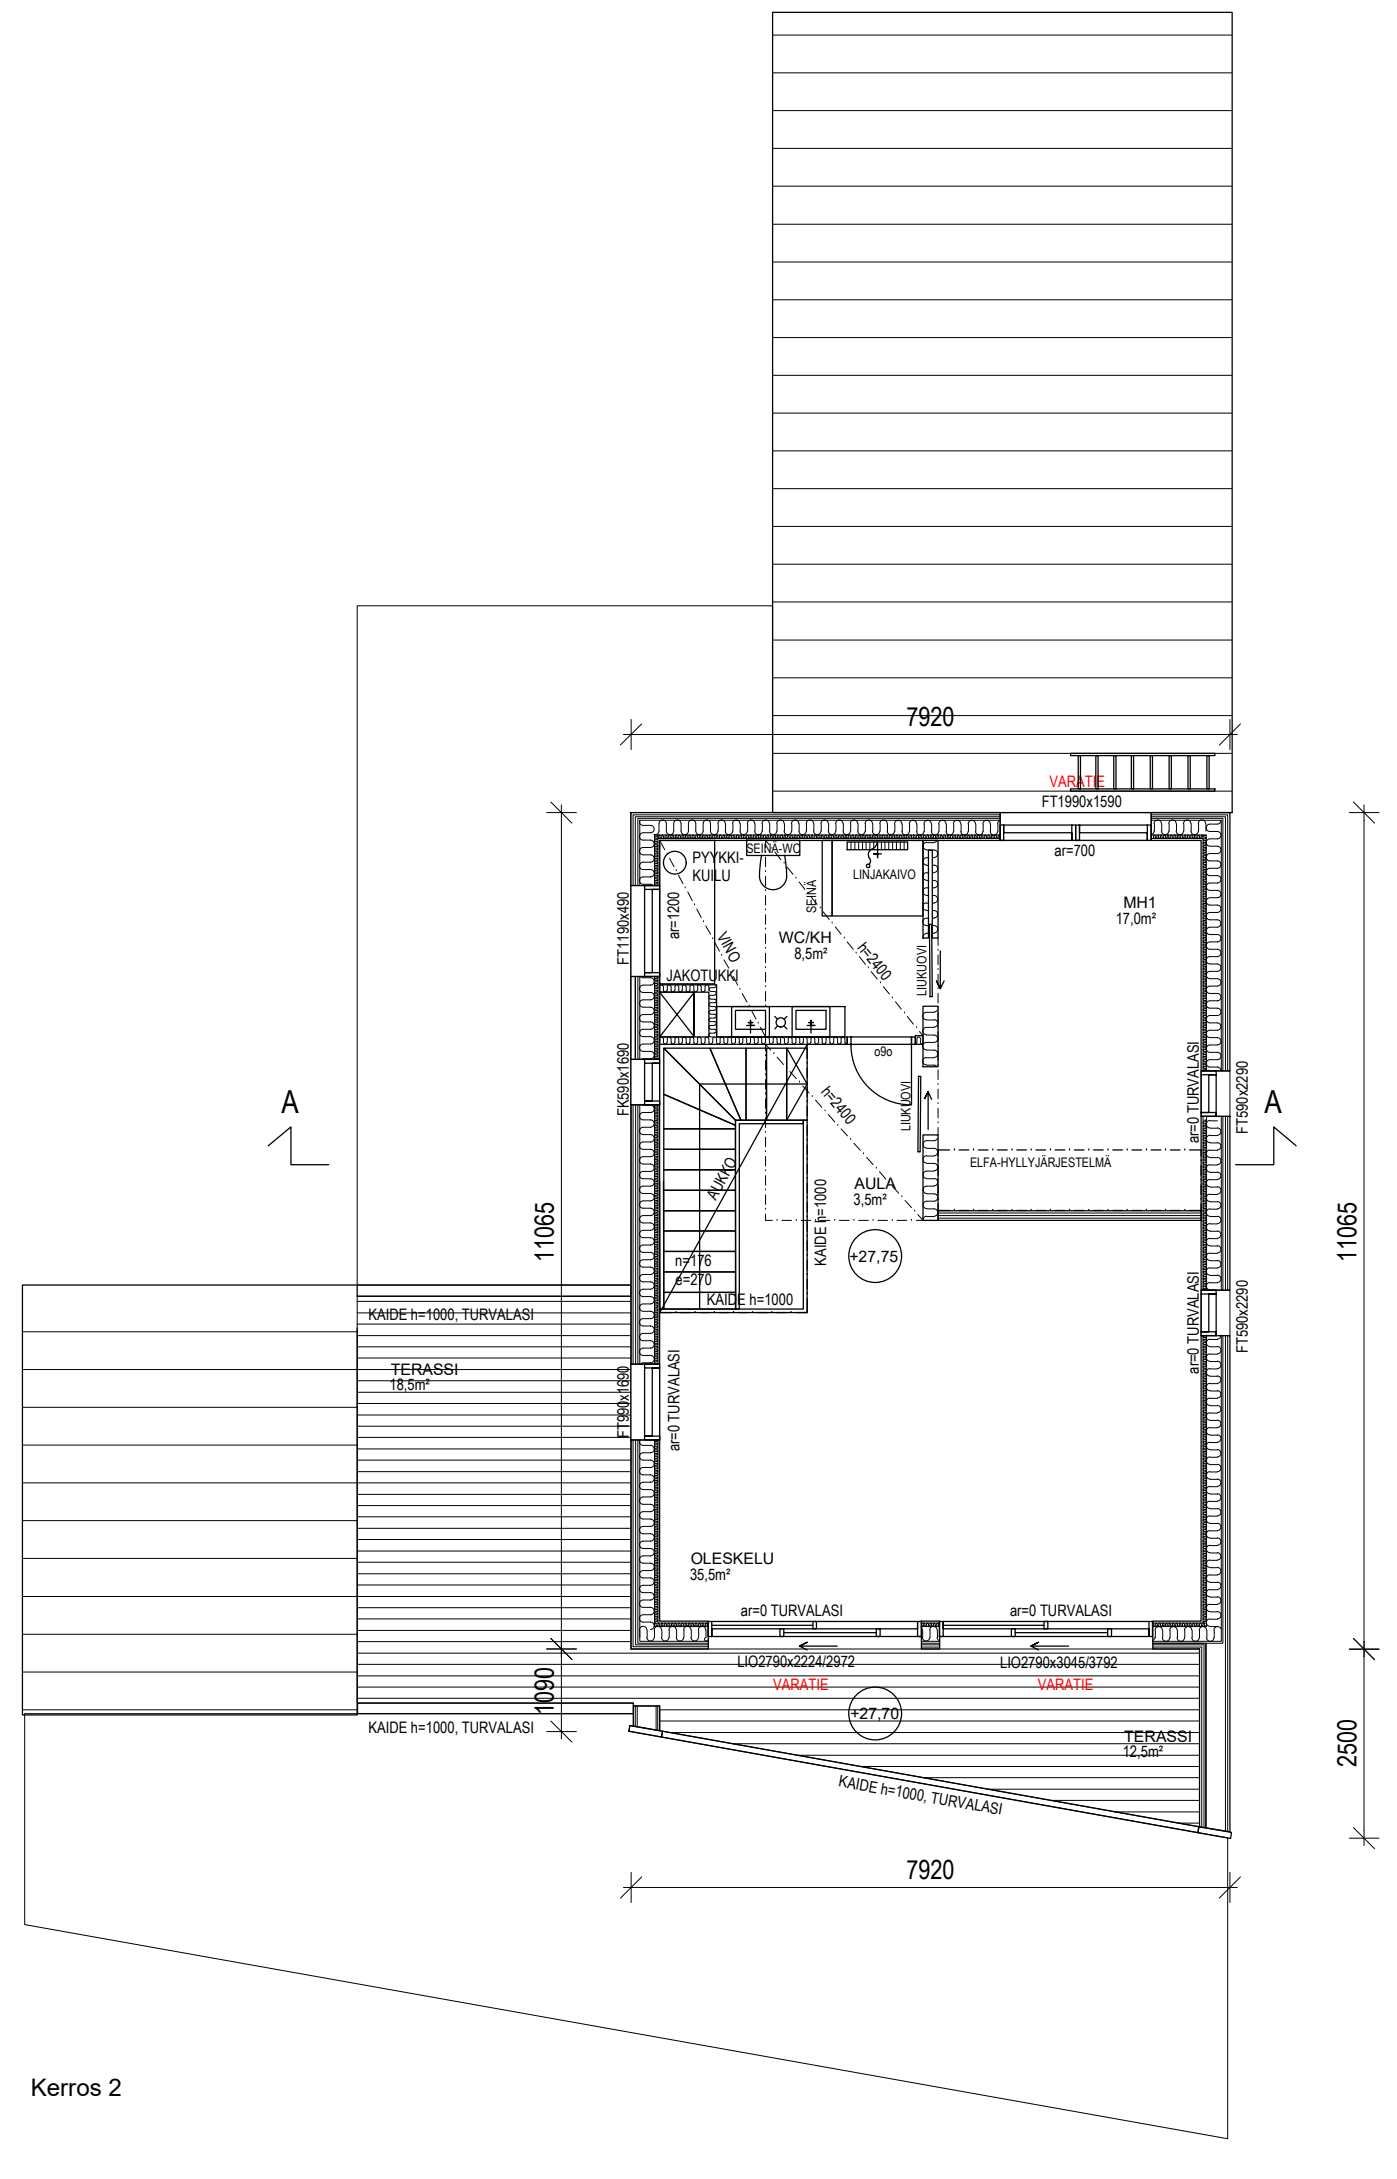 7920
VARATIE
FT1990x1590
ar=700
SEINÄ-WC
PYYKKI-
KUILU
LINJAKAIVO
SEINÄ
MH1
17,0m²
FT1190x490
ar=1200
VINO
WC/KH
8,5m²
h=2400
LIUKUOVI
JAKOTUKKI
o9o
FK590x1690
h=2400
LIUKUOVI
ar=0 TURVALASI
FT590x2290
A
A
ELFA-HYLLYJÄRJESTELMÄ
AUKKO
AULA
3,5m²
KAIDE h=1000
11065
11065
+27,75
n=176
e=270
KAIDE h=1000
ar=0 TURVALASI
FT590x2290
KAIDE h=1000, TURVALASI
TERASSI
18,5m²
FT990x1690
ar=0 TURVALASI
OLESKELU
35,5m²
ar=0 TURVALASI
ar=0 TURVALASI
LIO2790x2224/2972
LIO2790x3045/3792
VARATIE
VARATIE
1090
+27,70
KAIDE h=1000, TURVALASI
TERASSI
12,5m²
2500
KAIDE h=1000, TURVALASI
7920
Kerros 2